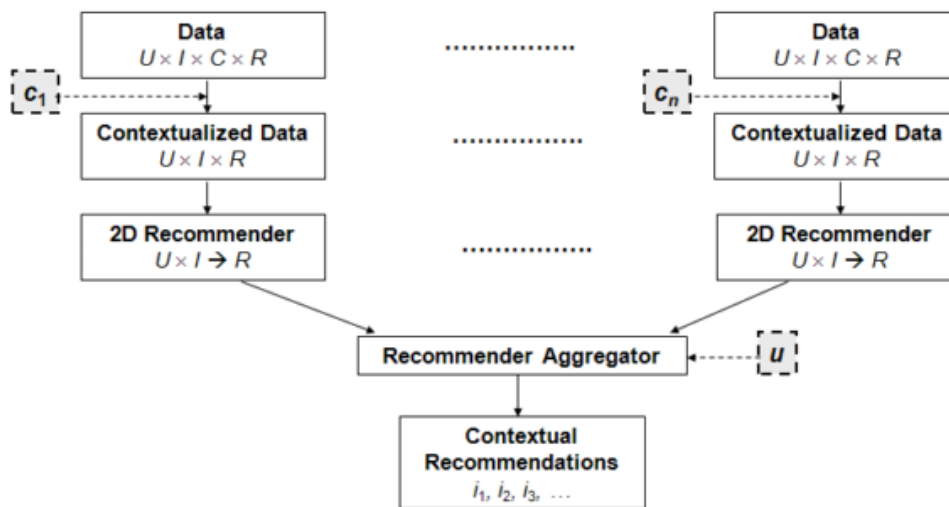 Data
U × I × C × R
................
Data
U × I × C × R
c1
cn
Contextualized Data
U × I × R
................
Contextualized Data
U × I × R
2D Recommender
U × I → R
................
2D Recommender
U × I → R
Recommender Aggregator
u
Contextual
Recommendations
i1, i2, i3, …